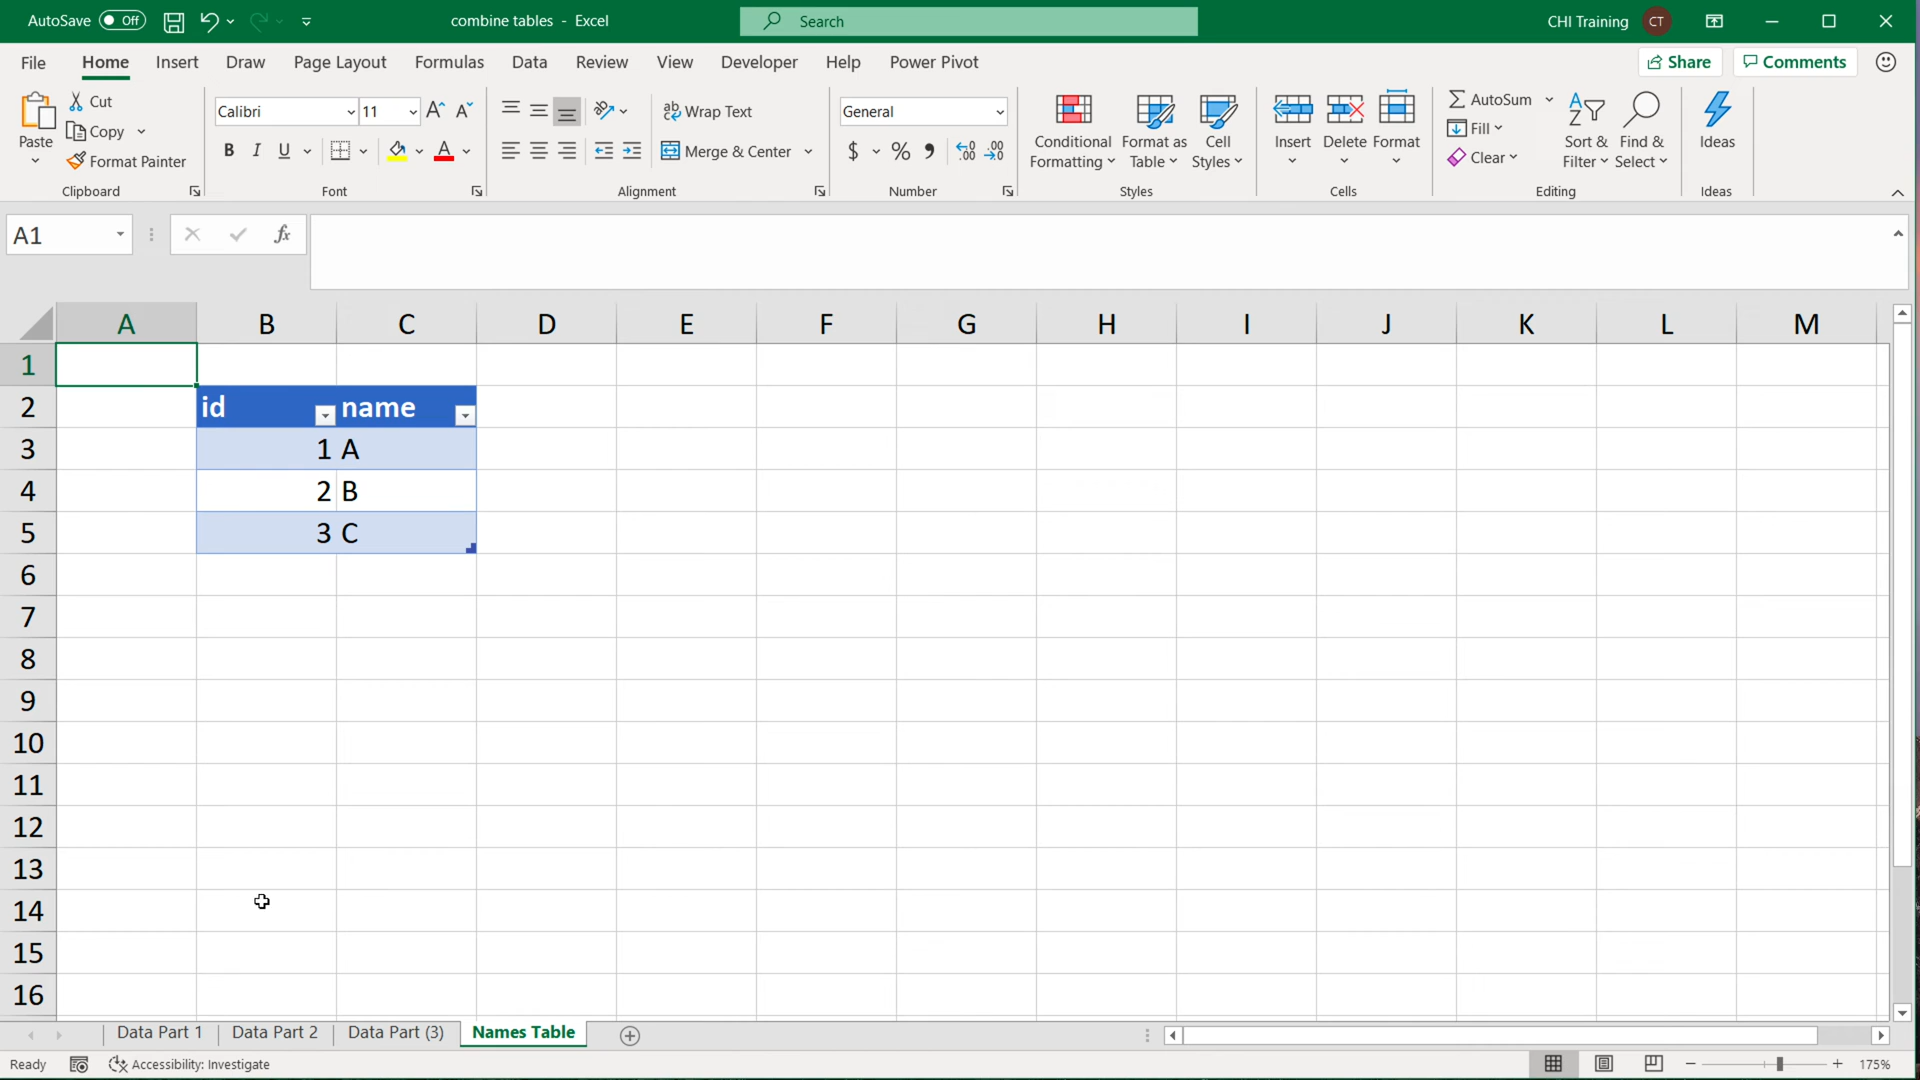 AutoSave Off combine tables - Excel Search CHI Training CT
File Home Insert Draw Page Layout Formulas Data Review View Developer Help Power Pivot Share Comments
Paste
Cut
Copy
Format Painter
Clipboard
Calibri 11
B I U
Font
Wrap Text
Merge & Center
Alignment
General
$ % 9
Number
Conditional Formatting
Format as Table
Cell Styles
Styles
Insert Delete Format
Cells
AutoSum
Fill
Clear
Sort & Filter
Find & Select
Editing
Ideas
Ideas
A1 fx
A B C D E F G H I J K L M
1
2 id name
3 1 A
4 2 B
5 3 C
6
7
8
9
10
11
12
13
14
15
16
Data Part 1 Data Part 2 Data Part (3) Names Table
Ready Accessibility: Investigate 175%